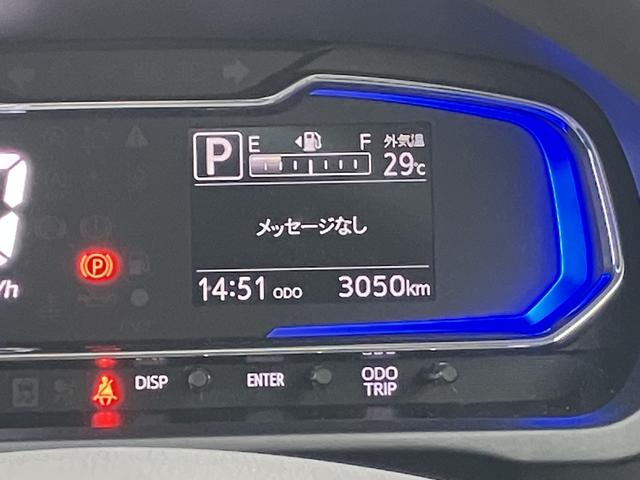 E F 外気温
P 29℃
メッセージなし
14:51 ODO 3050km
/h
P
DISP ENTER ODO
TRIP